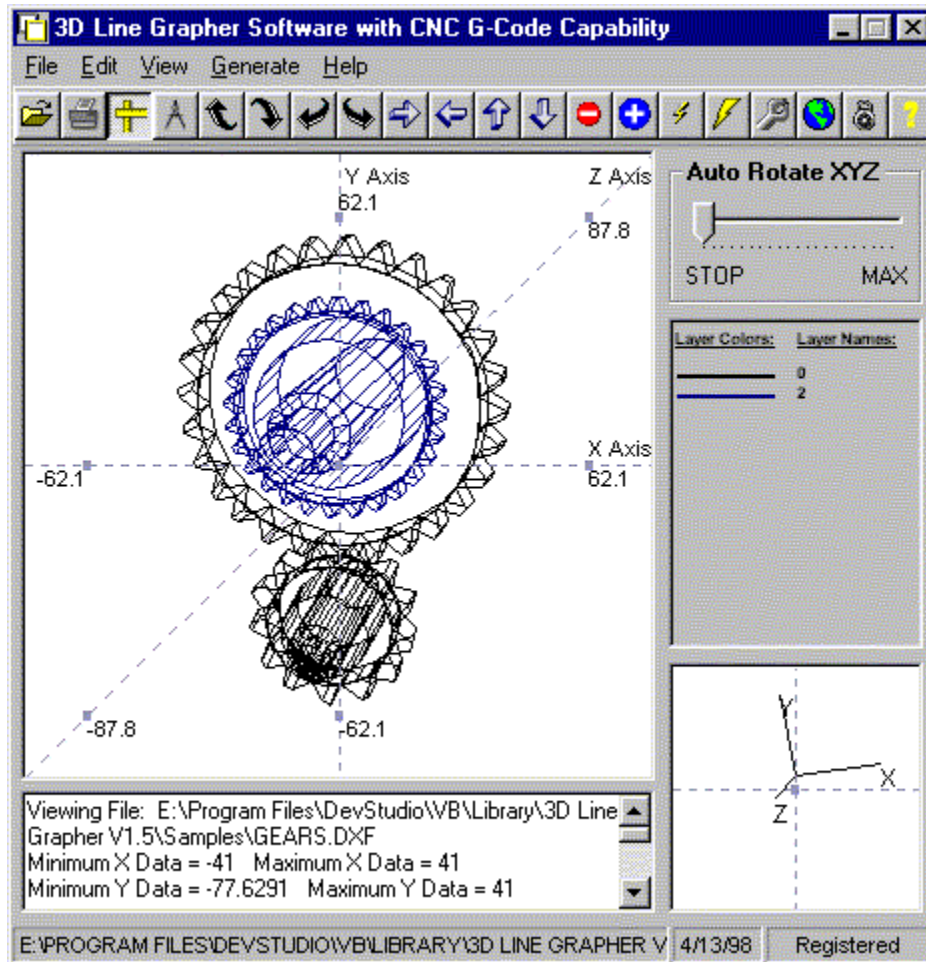 3D Line Grapher Software with CNC G-Code Capability
File Edit View Generate Help
Y Axis
62.1
Z Axis
87.8
-62.1
X Axis
62.1
-87.8
-62.1
Auto Rotate XYZ
STOP MAX
Layer Colors: Layer Names:
0
2
Y
X
Z
Viewing File: E:\Program Files\DevStudio\VB\Library\3D Line
Grapher V1.5\Samples\GEARS.DXF
Minimum X Data = -41 Maximum X Data = 41
Minimum Y Data = -77.6291 Maximum Y Data = 41
E:\PROGRAM FILES\DEVSTUDIO\VB\LIBRARY\3D LINE GRAPHER V 4/13/98 Registered